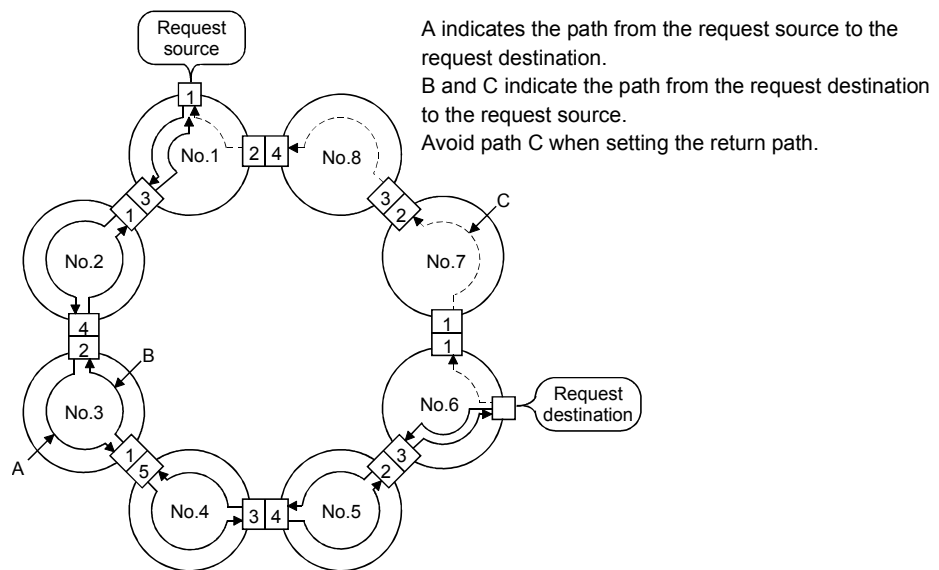 Request
source
A indicates the path from the request source to the
request destination.
B and C indicate the path from the request destination
to the request source.
Avoid path C when setting the return path.
1
No.1
2 4
No.8
3
1
3
2
C
No.2
No.7
4
2
1
1
B
No.3
No.6
Request
destination
A
1
5
3
2
No.4
3 4
No.5